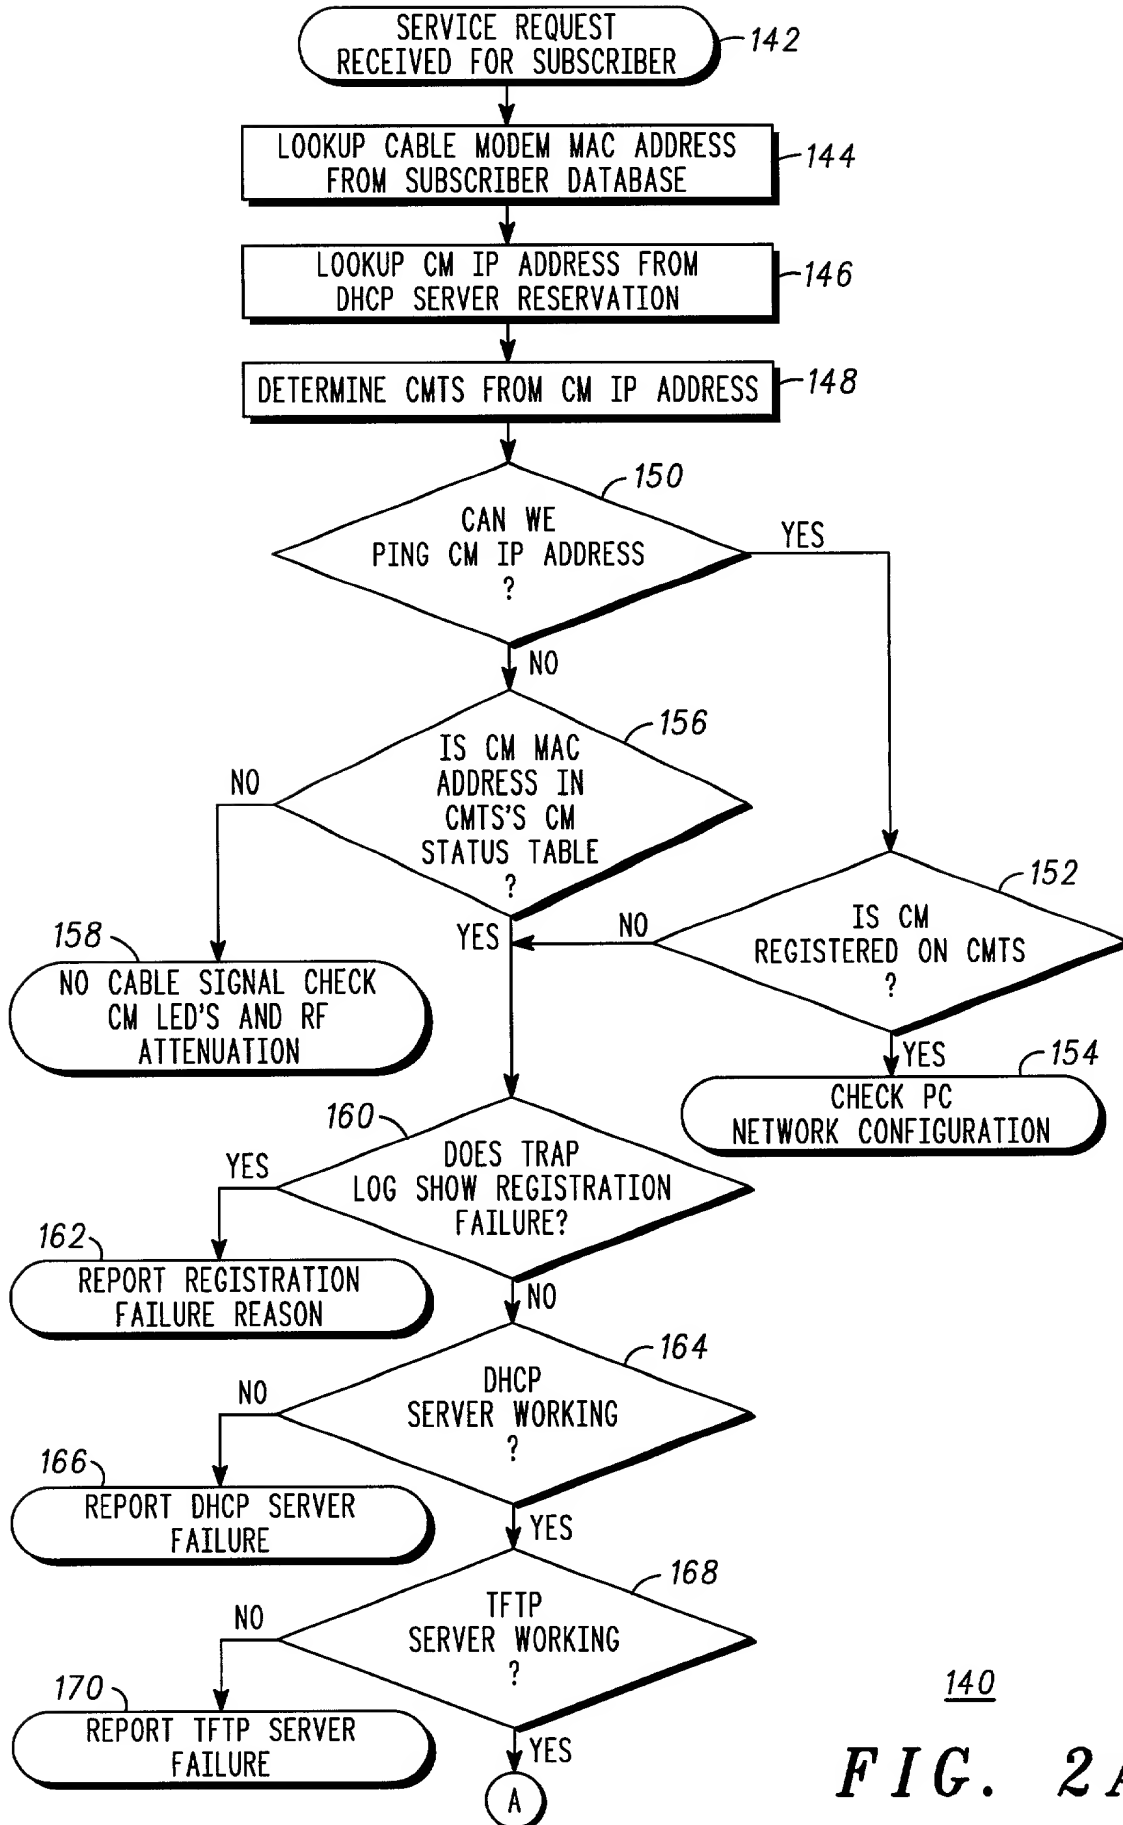 SERVICE REQUEST
RECEIVED FOR SUBSCRIBER
142
LOOKUP CABLE MODEM MAC ADDRESS
FROM SUBSCRIBER DATABASE
144
LOOKUP CM IP ADDRESS FROM
DHCP SERVER RESERVATION
146
DETERMINE CMTS FROM CM IP ADDRESS
148
150
CAN WE
PING CM IP ADDRESS
?
YES
NO
156
IS CM MAC
ADDRESS IN
CMTS'S CM
STATUS TABLE
?
NO
YES
152
IS CM
REGISTERED ON CMTS
?
NO
YES
158
NO CABLE SIGNAL CHECK
CM LED'S AND RF
ATTENUATION
154
CHECK PC
NETWORK CONFIGURATION
160
DOES TRAP
LOG SHOW REGISTRATION
FAILURE?
YES
NO
162
REPORT REGISTRATION
FAILURE REASON
164
DHCP
SERVER WORKING
?
NO
YES
166
REPORT DHCP SERVER
FAILURE
168
TFTP
SERVER WORKING
?
NO
YES
170
REPORT TFTP SERVER
FAILURE
A
140
FIG. 2A